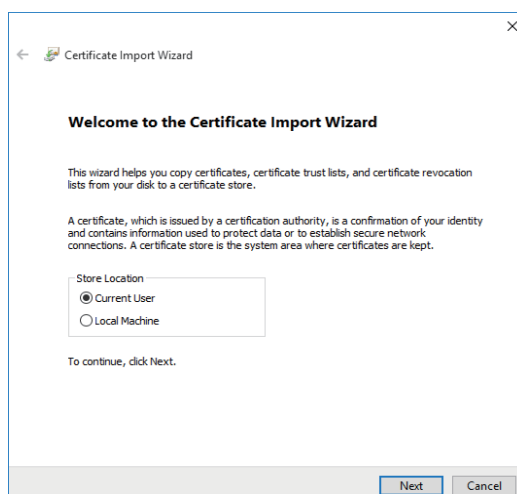 Certificate Import Wizard
Welcome to the Certificate Import Wizard
This wizard helps you copy certificates, certificate trust lists, and certificate revocation
lists from your disk to a certificate store.
A certificate, which is issued by a certification authority, is a confirmation of your identity
and contains information used to protect data or to establish secure network
connections. A certificate store is the system area where certificates are kept.
Store Location
Current User
Local Machine
To continue, click Next.
Next Cancel